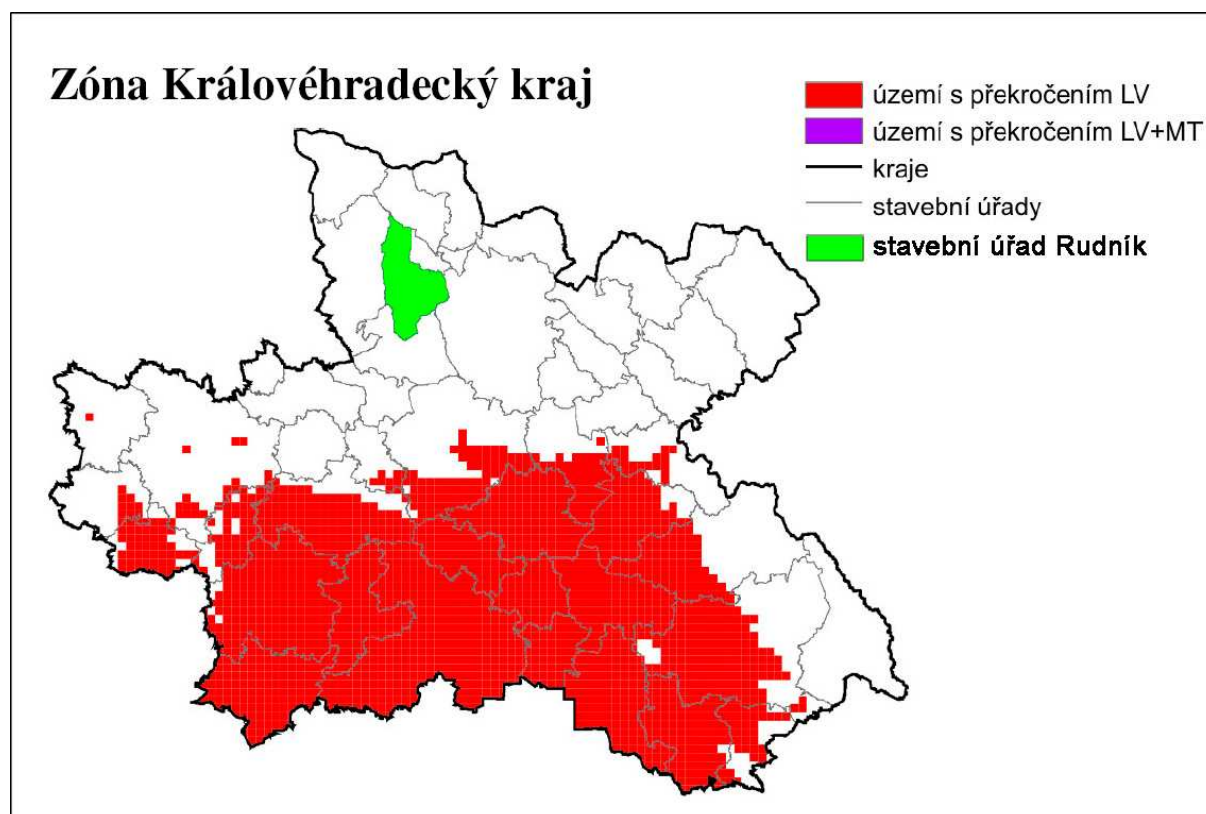 Zóna Královéhradecký kraj
území s překročením LV
území s překročením LV+MT
kraje
stavební úřady
stavební úřad Rudník